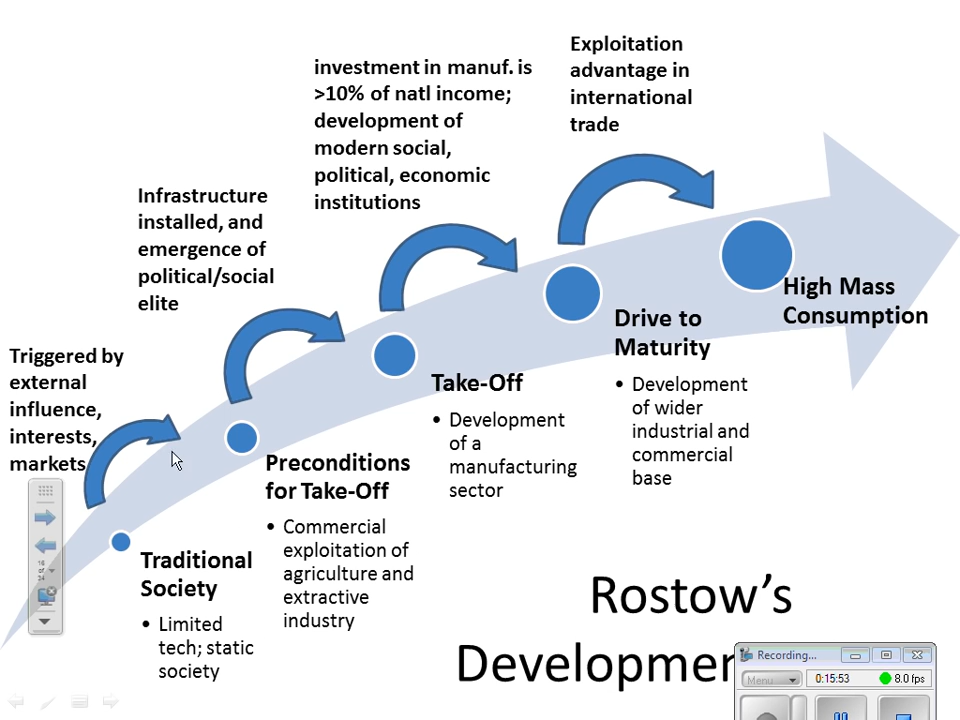 Exploitation
advantage in
international
trade
investment in manuf. is
>10% of natl income;
development of
modern social,
political, economic
institutions
Infrastructure
installed, and
emergence of
political/social
elite
Triggered by
external
influence,
interests,
markets
High Mass
Consumption
Drive to
Maturity
• Development
of wider
industrial and
commercial
base
Take-Off
• Development
of a
manufacturing
sector
Preconditions
for Take-Off
• Commercial
exploitation of
agriculture and
extractive
industry
Traditional
Society
• Limited
tech; static
society
Rostow's
Recording...
Menu
0:15:53
8.0 fps